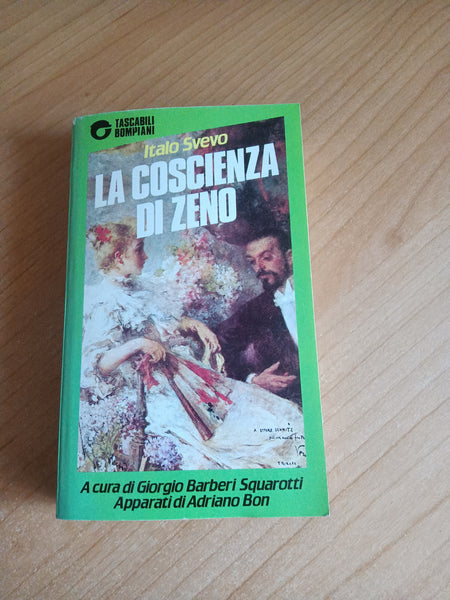 TASCABILI
BOMPIANI
Italo Svevo
LA COSCIENZA
DI ZENO
A cura di Giorgio Barberi Squarotti
Apparati di Adriano Bon